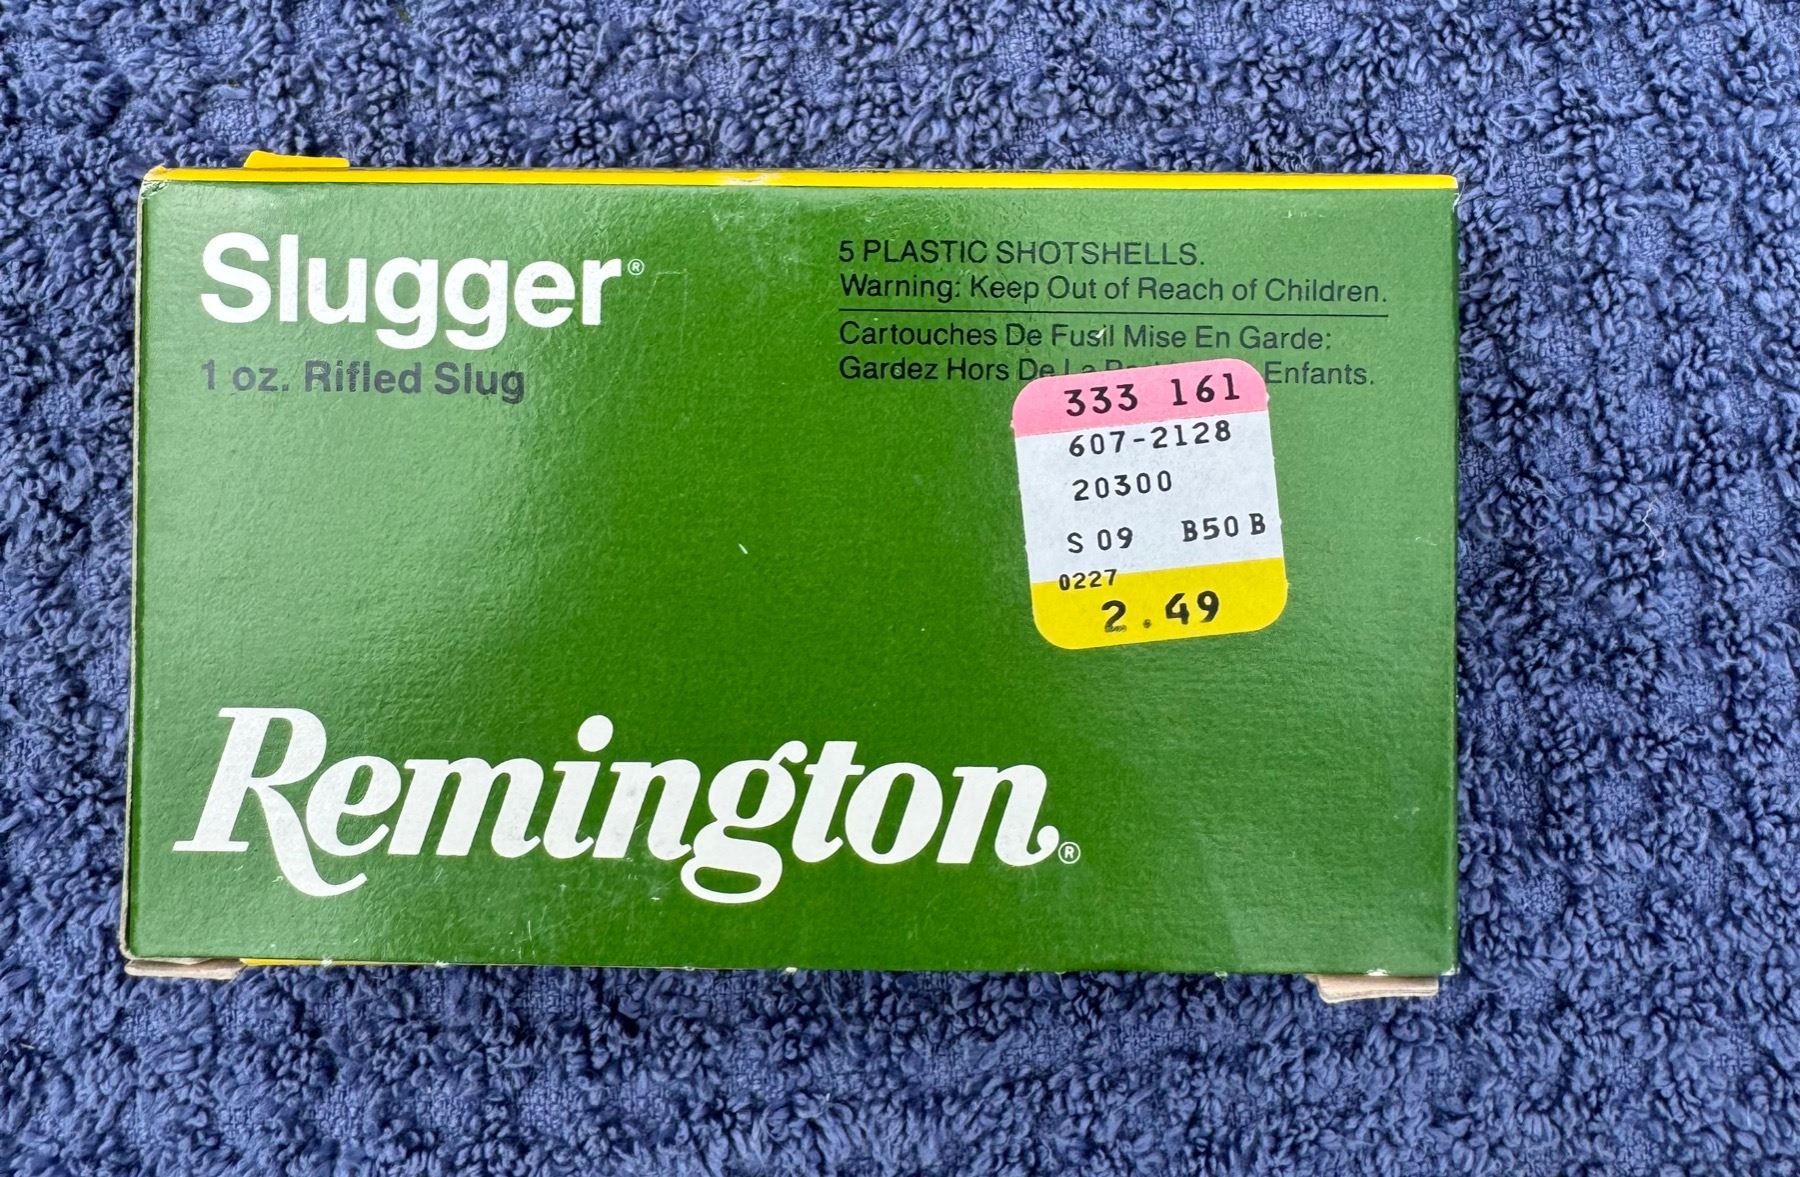 Slugger®
1 oz. Rifled Slug
5 PLASTIC SHOTSHELLS.
Warning: Keep Out of Reach of Children.
Cartouches De Fusil Mise En Garde:
Gardez Hors De La Enfants.
333 161
607-2128
20300
S 09 B50 B
0227
2.49
Remington®